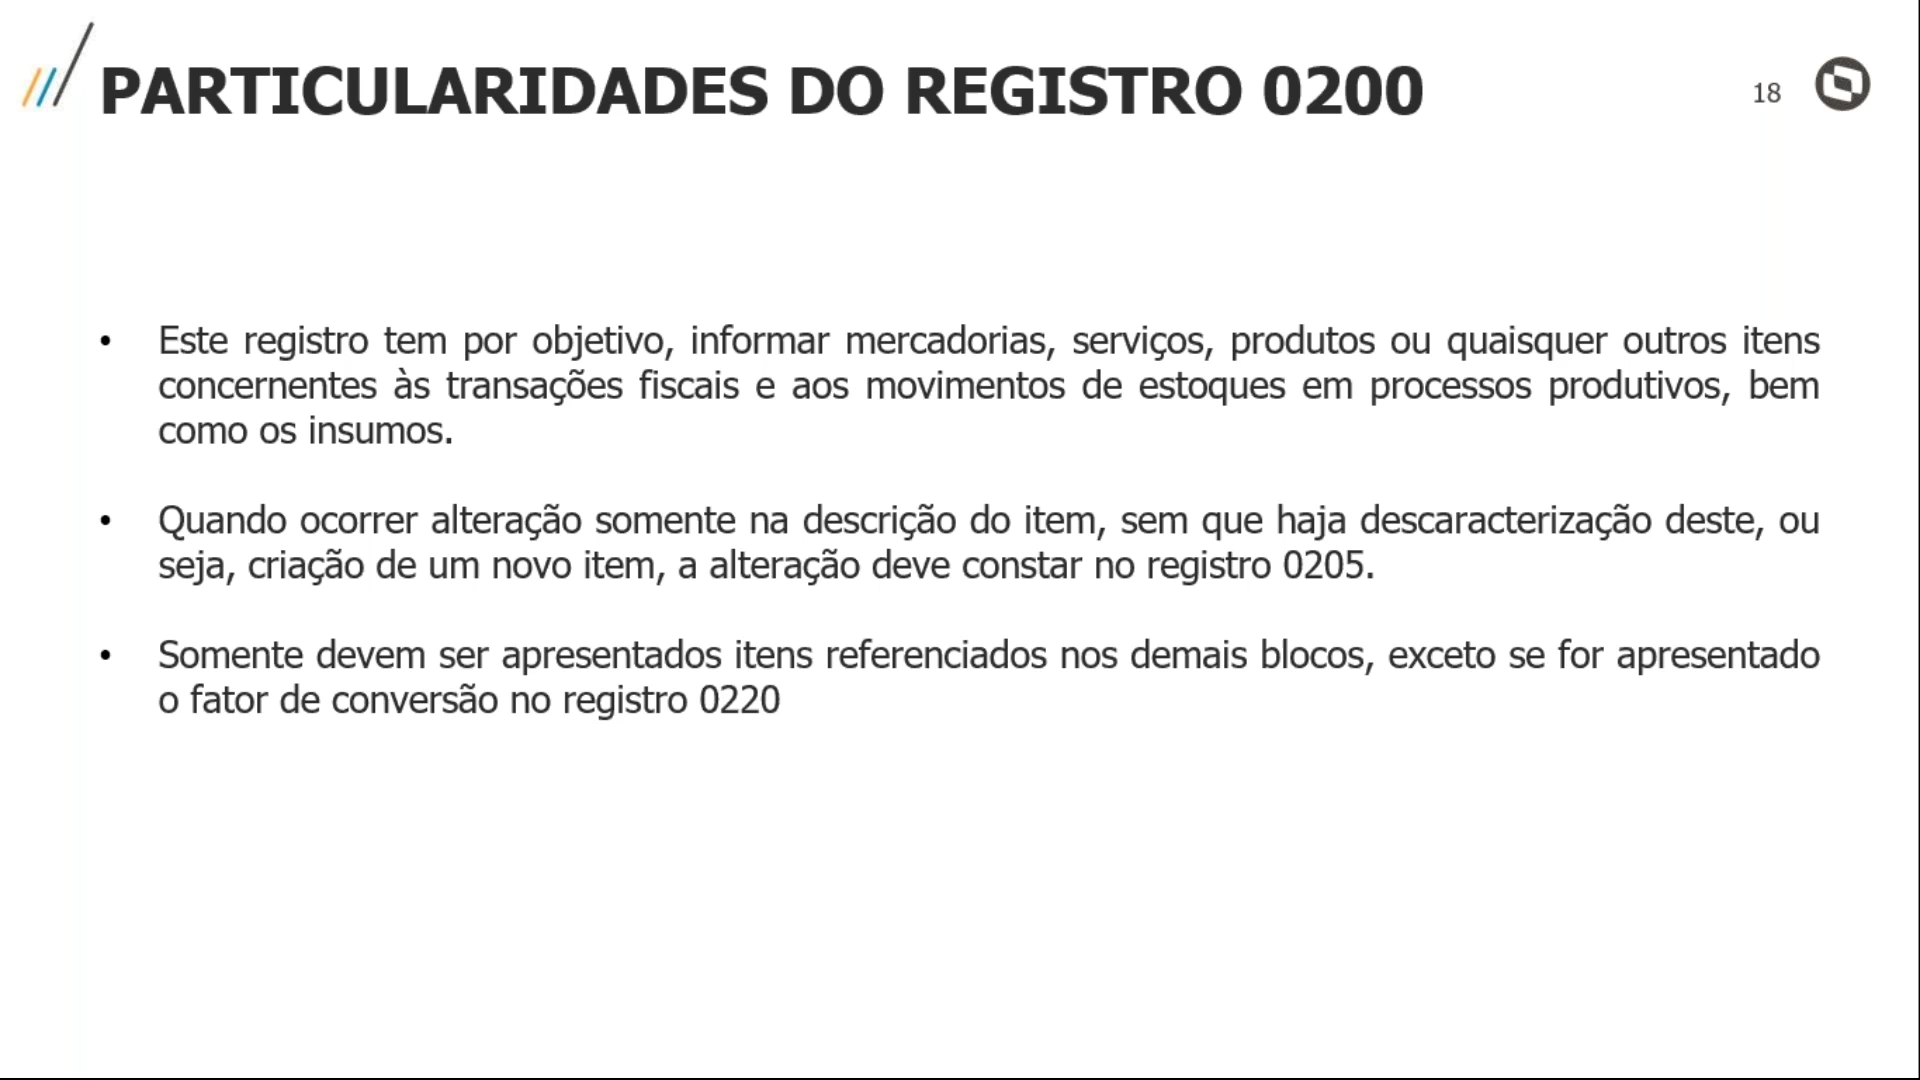 PARTICULARIDADES DO REGISTRO 0200
18
• Este registro tem por objetivo, informar mercadorias, serviços, produtos ou quaisquer outros itens
concernentes às transações fiscais e aos movimentos de estoques em processos produtivos, bem
como os insumos.
• Quando ocorrer alteração somente na descrição do item, sem que haja descaracterização deste, ou
seja, criação de um novo item, a alteração deve constar no registro 0205.
• Somente devem ser apresentados itens referenciados nos demais blocos, exceto se for apresentado
o fator de conversão no registro 0220